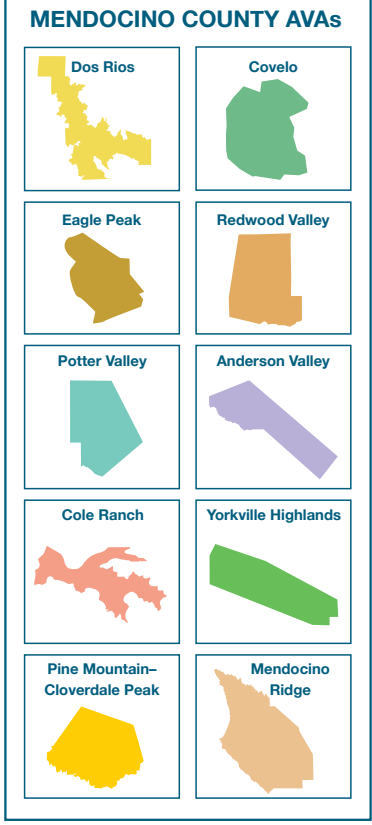 MENDOCINO COUNTY AVAs
Dos Rios
Covelo
Eagle Peak
Redwood Valley
Potter Valley
Anderson Valley
Cole Ranch
Yorkville Highlands
Pine Mountain–
Cloverdale Peak
Mendocino
Ridge